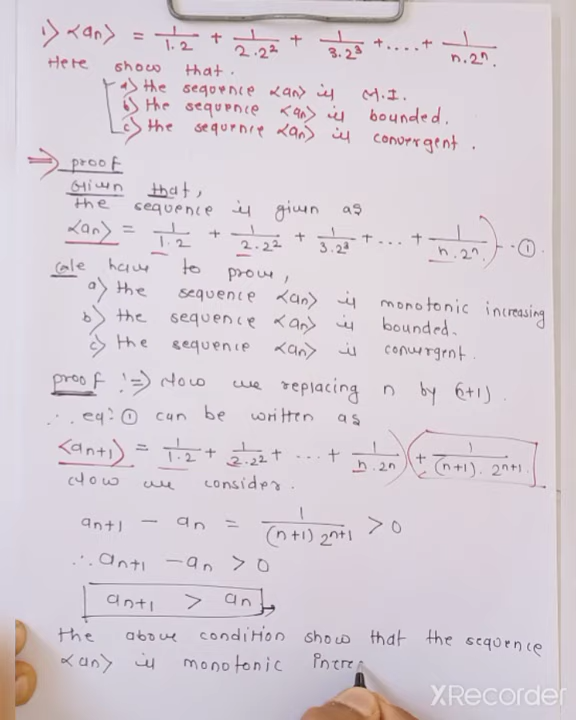 1) <an> = 1/1.2 + 1/2.2² + 1/3.2³ + .... + 1/n.2ⁿ.
Here show that.
a) the sequence <an> is M.I.
b) the sequence <an> is bounded.
c) the sequence <an> is convergent.
=> proof
Given that,
the sequence is given as
<an> = 1/1.2 + 1/2.2² + 1/3.2³ + ... + 1/n.2ⁿ) -..①.
We have to prove,
a) the sequence <an> is monotonic increasing
b) the sequence <an> is bounded.
c) the sequence <an> is convergent.
proof :=> Now we replacing n by (n+1).
∴ eqⁿ ① can be written as
<an+1> = 1/1.2 + 1/2.2² + ... + 1/n.2n) (+ 1/(n+1).2ⁿ⁺¹.
Now we consider.
an+1 - an = 1/(n+1) 2ⁿ⁺¹ > 0
∴ an+1 - an > 0
an+1 > an
the above condition show that the sequence
<an> is monotonic incre
XRecorder